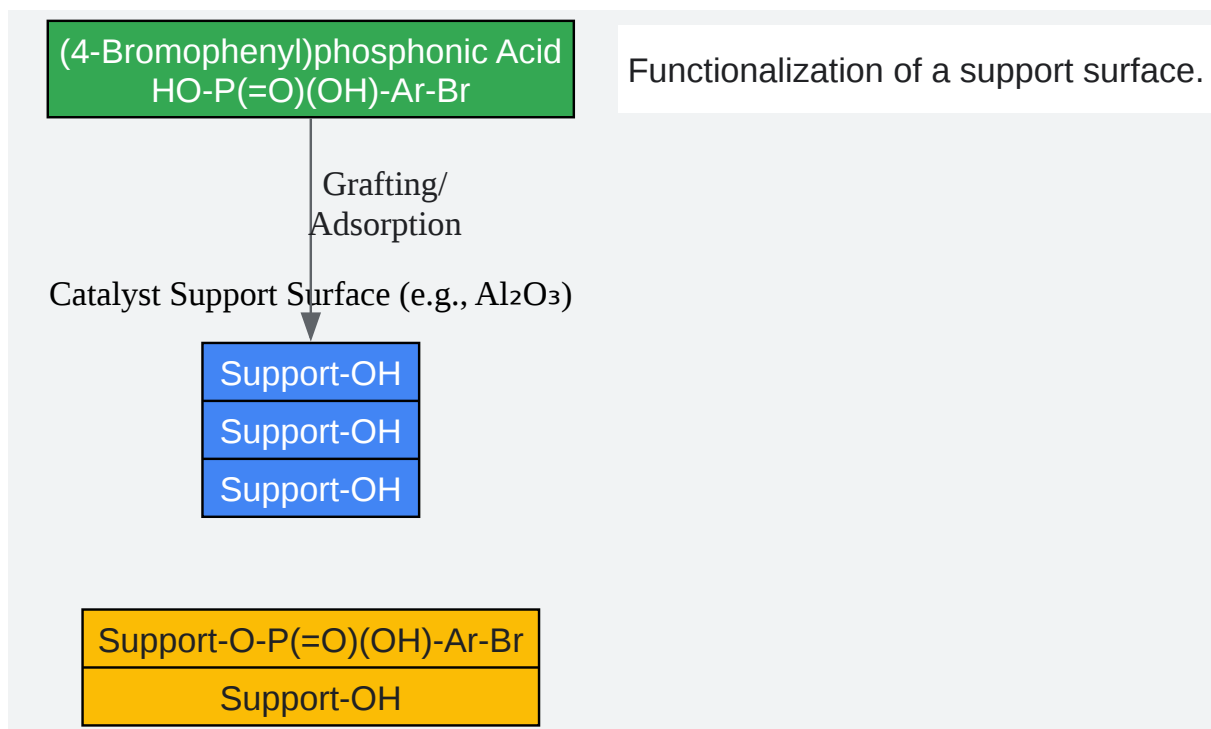 (4-Bromophenyl)phosphonic Acid
HO-P(=O)(OH)-Ar-Br
Functionalization of a support surface.
Grafting/
Adsorption
Catalyst Support Surface (e.g., Al₂O₃)
Support-OH
Support-OH
Support-OH
Support-O-P(=O)(OH)-Ar-Br
Support-OH